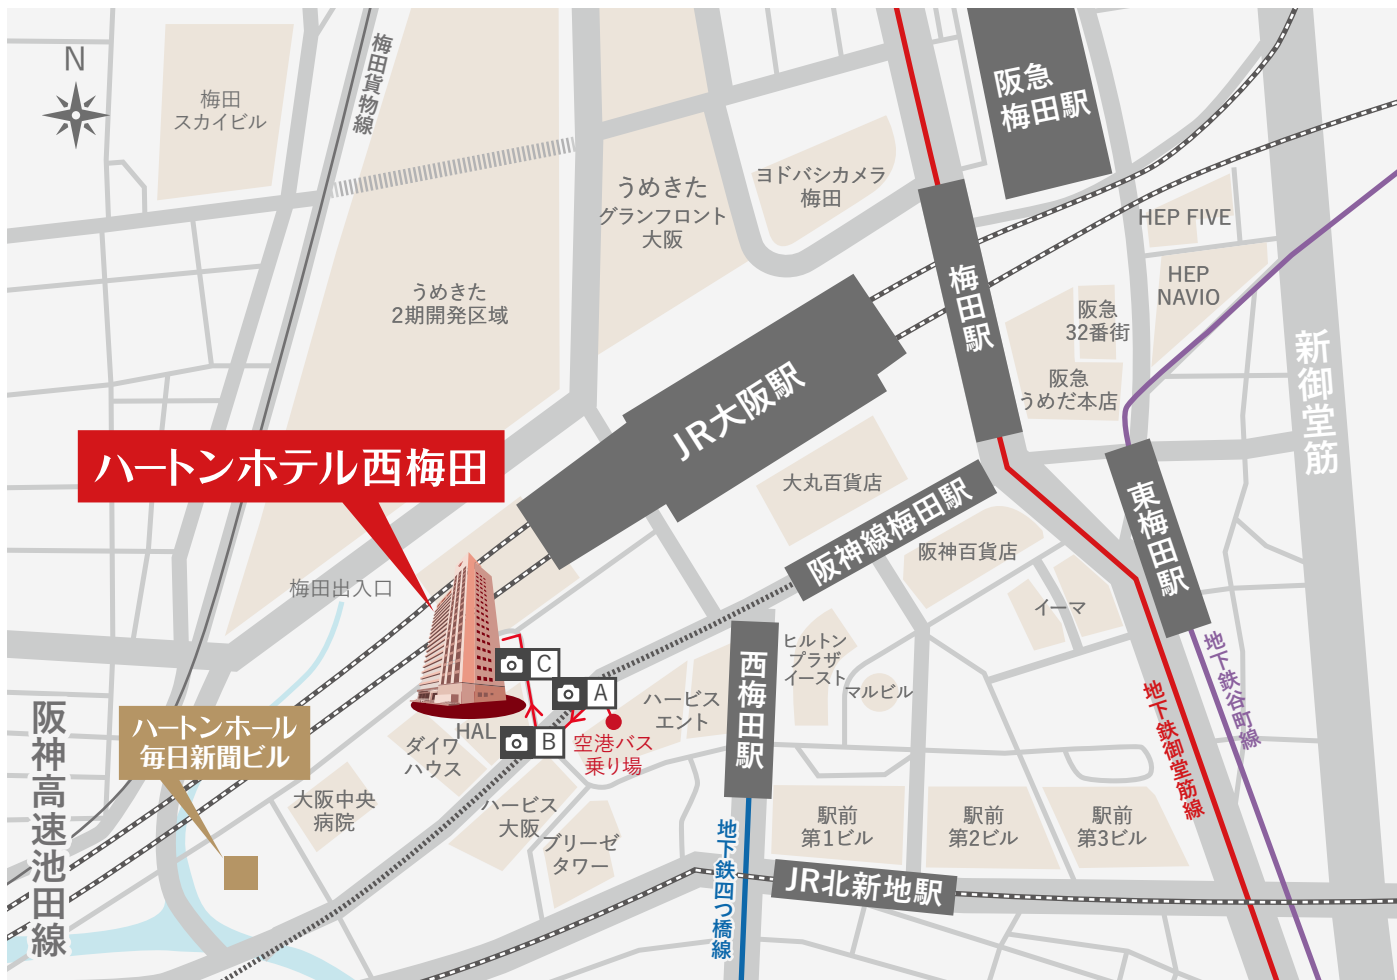 N
梅田
スカイビル
梅田貨物線
阪急
梅田駅
うめきた
グランフロント
大阪
ヨドバシカメラ
梅田
HEP FIVE
HEP
NAVIO
うめきた
2期開発区域
梅田駅
阪急
32番街
阪急
うめだ本店
新御堂筋
JR大阪駅
ハートンホテル西梅田
大丸百貨店
阪神線梅田駅
東梅田駅
阪神百貨店
梅田出入口
イーマ
西梅田駅
ヒルトン
プラザ
イースト
マルビル
地下鉄谷町線
地下鉄御堂筋線
C
A
B
ハービス
エント
HAL
空港バス
乗り場
ダイワ
ハウス
阪神高速池田線
ハートンホール
毎日新聞ビル
大阪中央
病院
ハービス
大阪
ブリーゼ
タワー
駅前
第1ビル
駅前
第2ビル
駅前
第3ビル
地下鉄四つ橋線
JR北新地駅